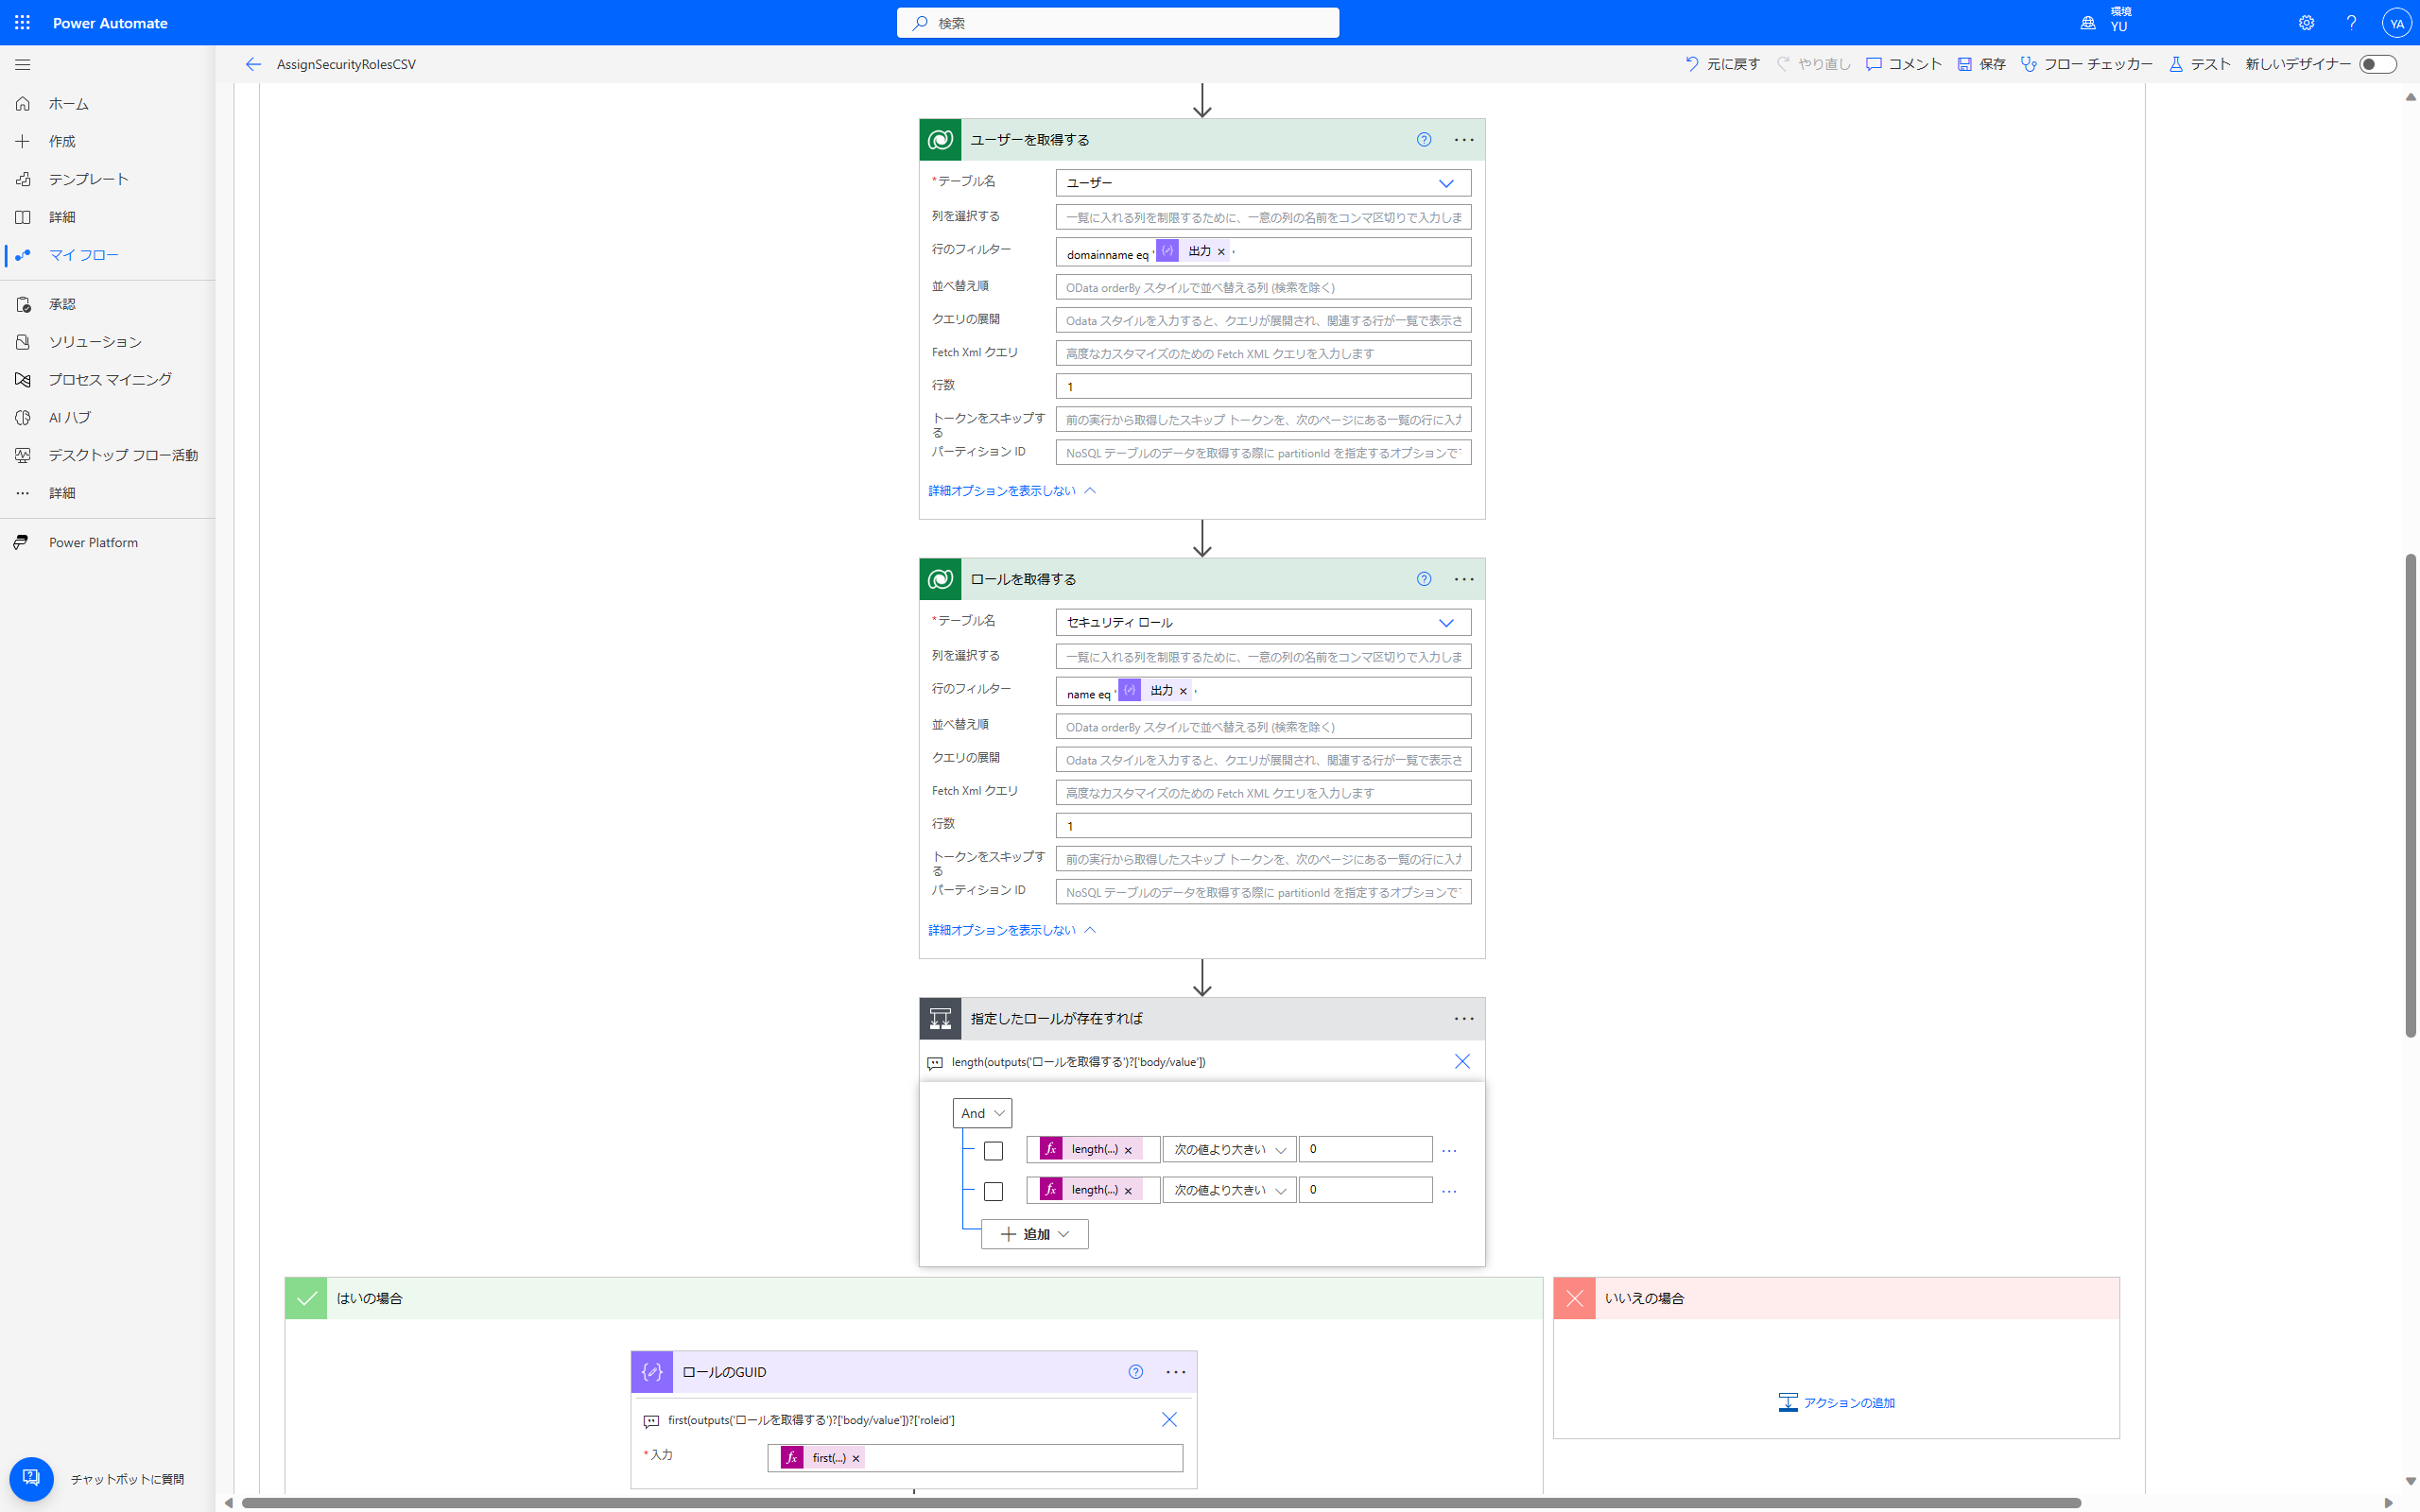 Power Automate
検索
環境
YU
YA
AssignSecurityRolesCSV
元に戻す
やり直し
コメント
保存
フロー チェッカー
テスト
新しいデザイナー
ホーム
作成
テンプレート
詳細
マイ フロー
承認
ソリューション
プロセス マイニング
AI ハブ
デスクトップ フロー活動
詳細
Power Platform
チャットボットに質問
ユーザーを取得する
*テーブル名 ユーザー
列を選択する 一覧に入れる列を制限するために、一意の列の名前をコンマ区切りで入力しま
行のフィルター domainname eq ' 出力 × '
並べ替え順 OData orderBy スタイルで並べ替える列 (検索を除く)
クエリの展開 Odata スタイルを入力すると、クエリが展開され、関連する行が一覧で表示さ
Fetch Xml クエリ 高度なカスタマイズのための Fetch XML クエリを入力します
行数 1
トークンをスキップする 前の実行から取得したスキップ トークンを、次のページにある一覧の行に入力
パーティション ID NoSQL テーブルのデータを取得する際に partitionId を指定するオプションで
詳細オプションを表示しない
ロールを取得する
*テーブル名 セキュリティ ロール
列を選択する 一覧に入れる列を制限するために、一意の列の名前をコンマ区切りで入力しま
行のフィルター name eq ' 出力 × '
並べ替え順 OData orderBy スタイルで並べ替える列 (検索を除く)
クエリの展開 Odata スタイルを入力すると、クエリが展開され、関連する行が一覧で表示さ
Fetch Xml クエリ 高度なカスタマイズのための Fetch XML クエリを入力します
行数 1
トークンをスキップする 前の実行から取得したスキップ トークンを、次のページにある一覧の行に入力
パーティション ID NoSQL テーブルのデータを取得する際に partitionId を指定するオプションで
詳細オプションを表示しない
指定したロールが存在すれば
length(outputs('ロールを取得する')?['body/value'])
And
fx length(...) × 次の値より大きい 0
fx length(...) × 次の値より大きい 0
追加
はいの場合
ロールのGUID
first(outputs('ロールを取得する')?['body/value'])?['roleid']
*入力 fx first(...) ×
いいえの場合
アクションの追加